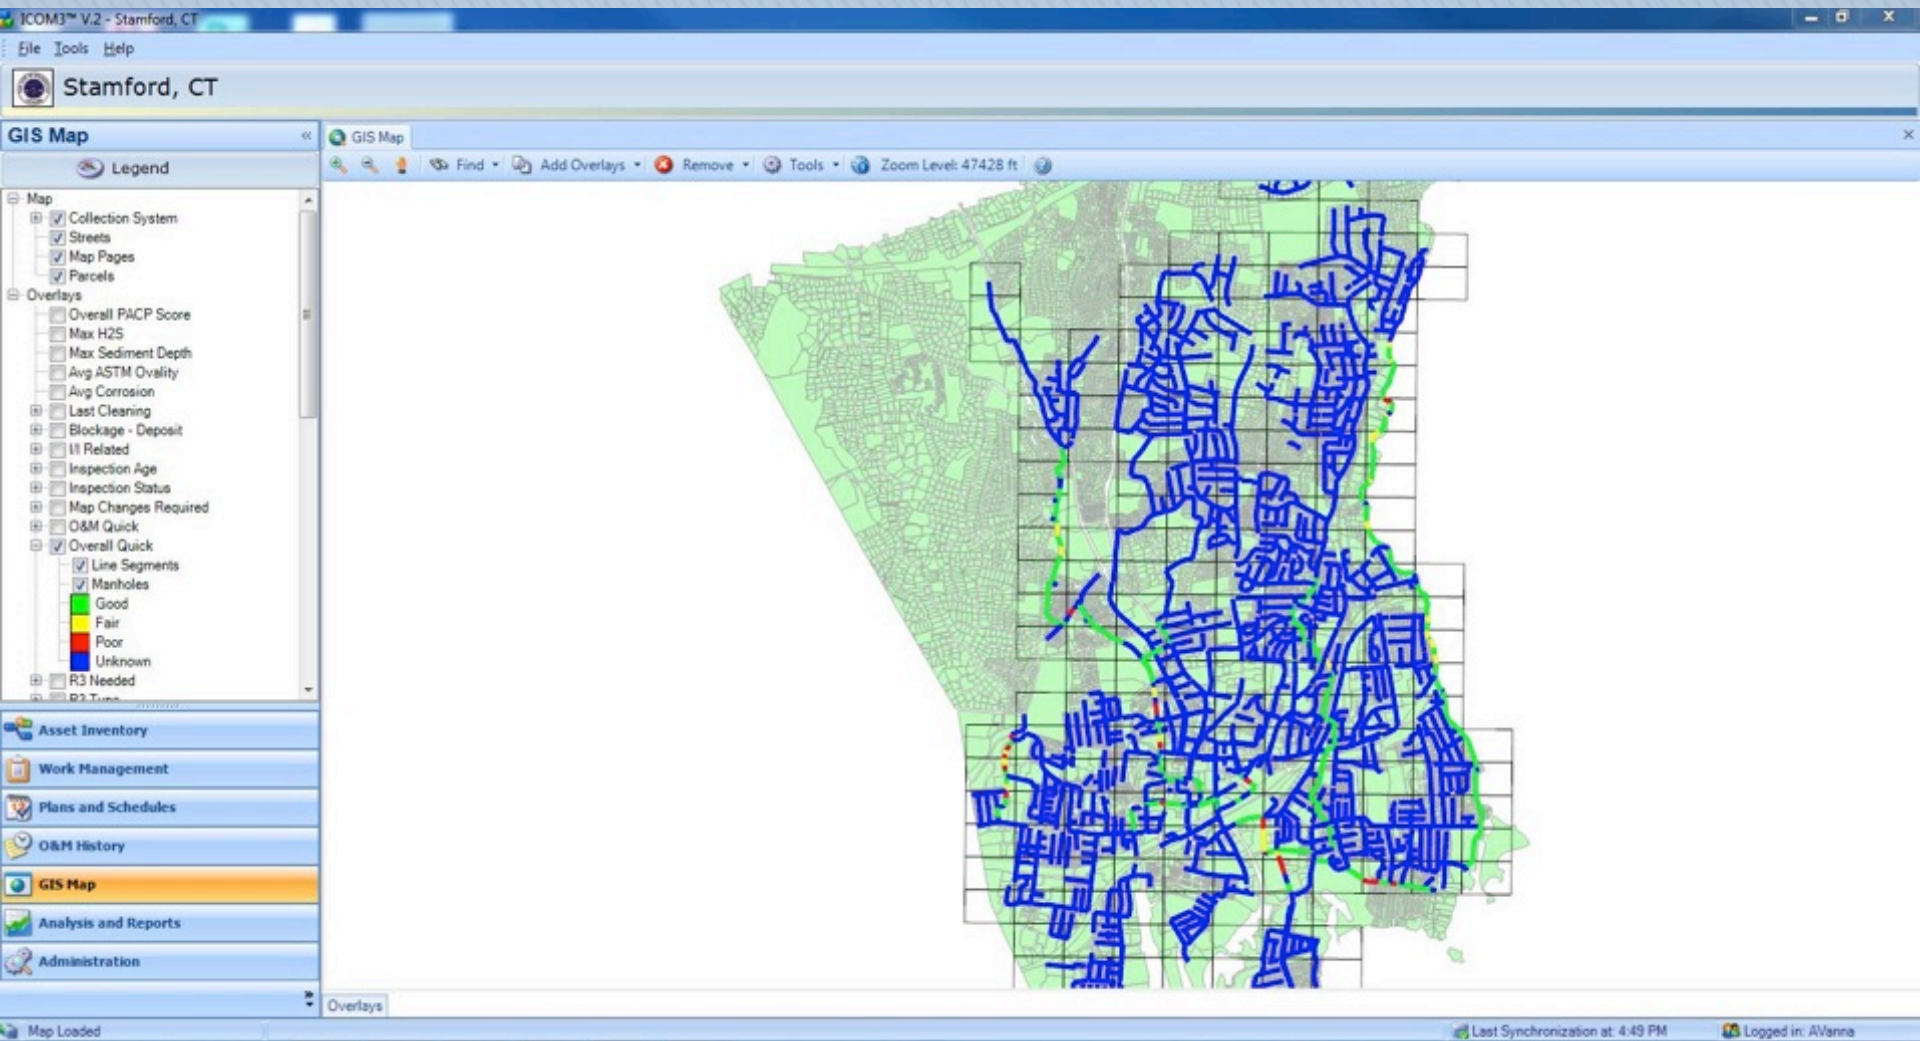 ICOM3™ V.2 - Stamford, CT
File Tools Help
Stamford, CT
GIS Map
Legend
Map
Collection System
Streets
Map Pages
Parcels
Overlays
Overall PACP Score
Max H2S
Max Sediment Depth
Avg ASTM Ovality
Avg Corrosion
Last Cleaning
Blockage - Deposit
I/I Related
Inspection Age
Inspection Status
Map Changes Required
O&M Quick
Overall Quick
Line Segments
Manholes
Good
Fair
Poor
Unknown
R3 Needed
R3 Type
Asset Inventory
Work Management
Plans and Schedules
O&M History
GIS Map
Analysis and Reports
Administration
GIS Map
Find Add Overlays Remove Tools Zoom Level: 47428 ft
Overlays
Map Loaded
Last Synchronization at: 4:49 PM Logged in: AVanna